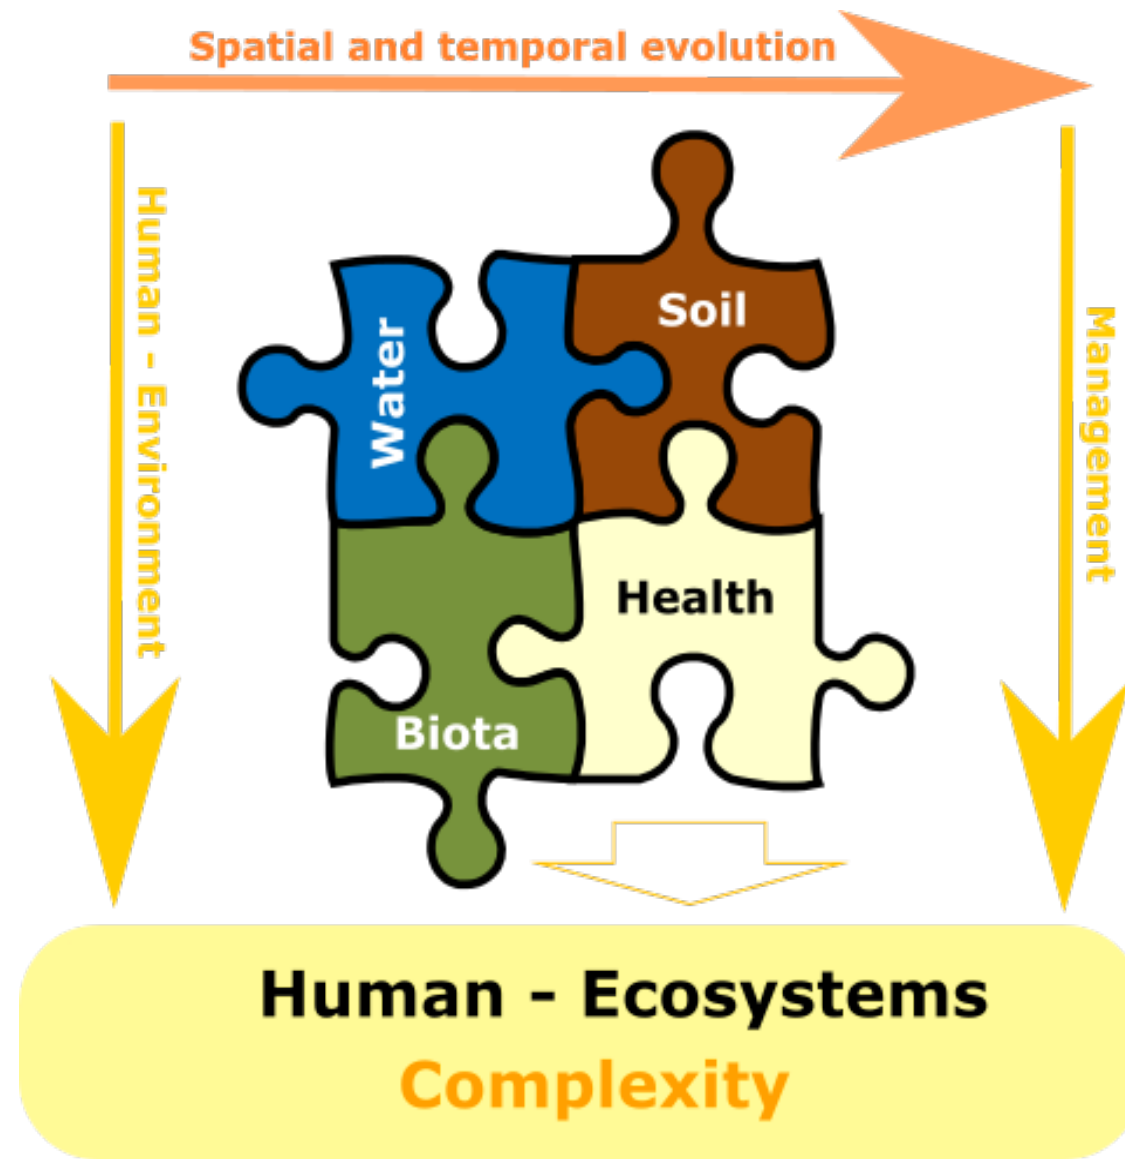 Spatial and temporal evolution
Human - Environment
Water
Soil
Management
Health
Biota
Human - Ecosystems
Complexity